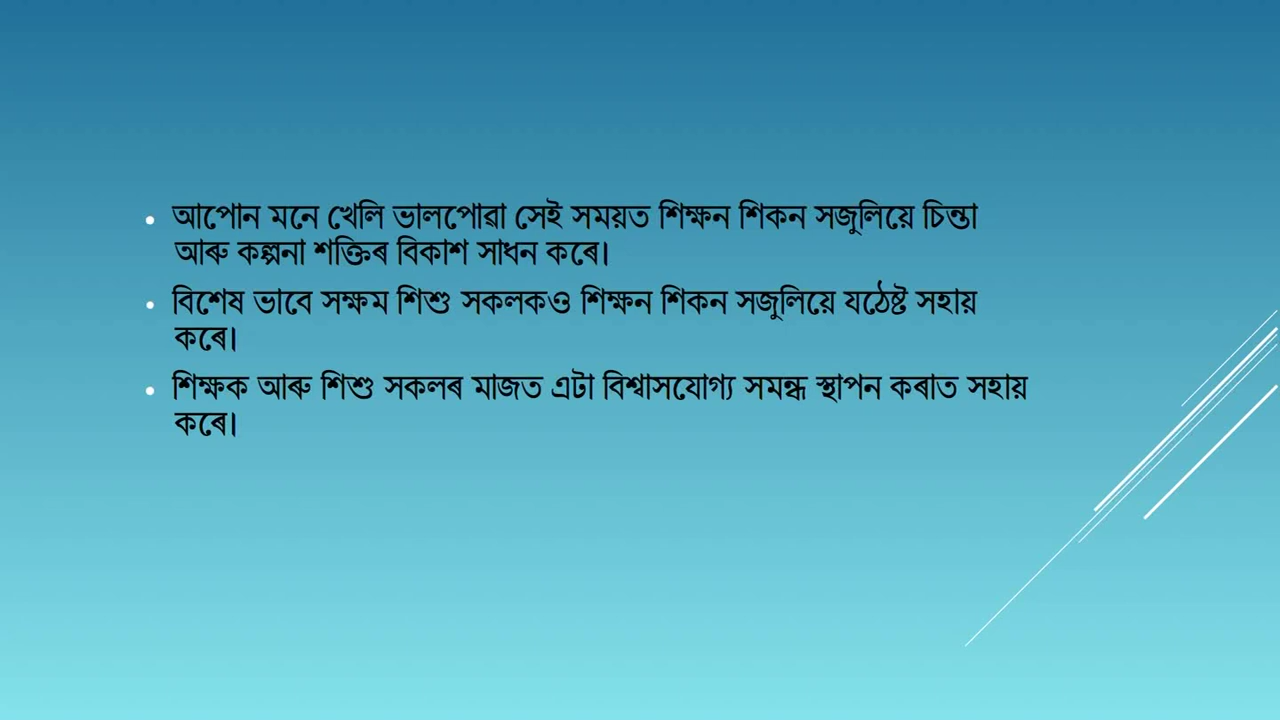 আপোন মনে খেলি ভালপোৱা সেই সময়ত শিক্ষন শিকন সজুলিয়ে চিন্তা
আৰু কল্পনা শক্তিৰ বিকাশ সাধন কৰে।
বিশেষ ভাবে সক্ষম শিশু সকলকও শিক্ষন শিকন সজুলিয়ে যঠেষ্ট সহায়
কৰে।
শিক্ষক আৰু শিশু সকলৰ মাজত এটা বিশ্বাসযোগ্য সমন্ধ স্থাপন কৰাত সহায়
কৰে।